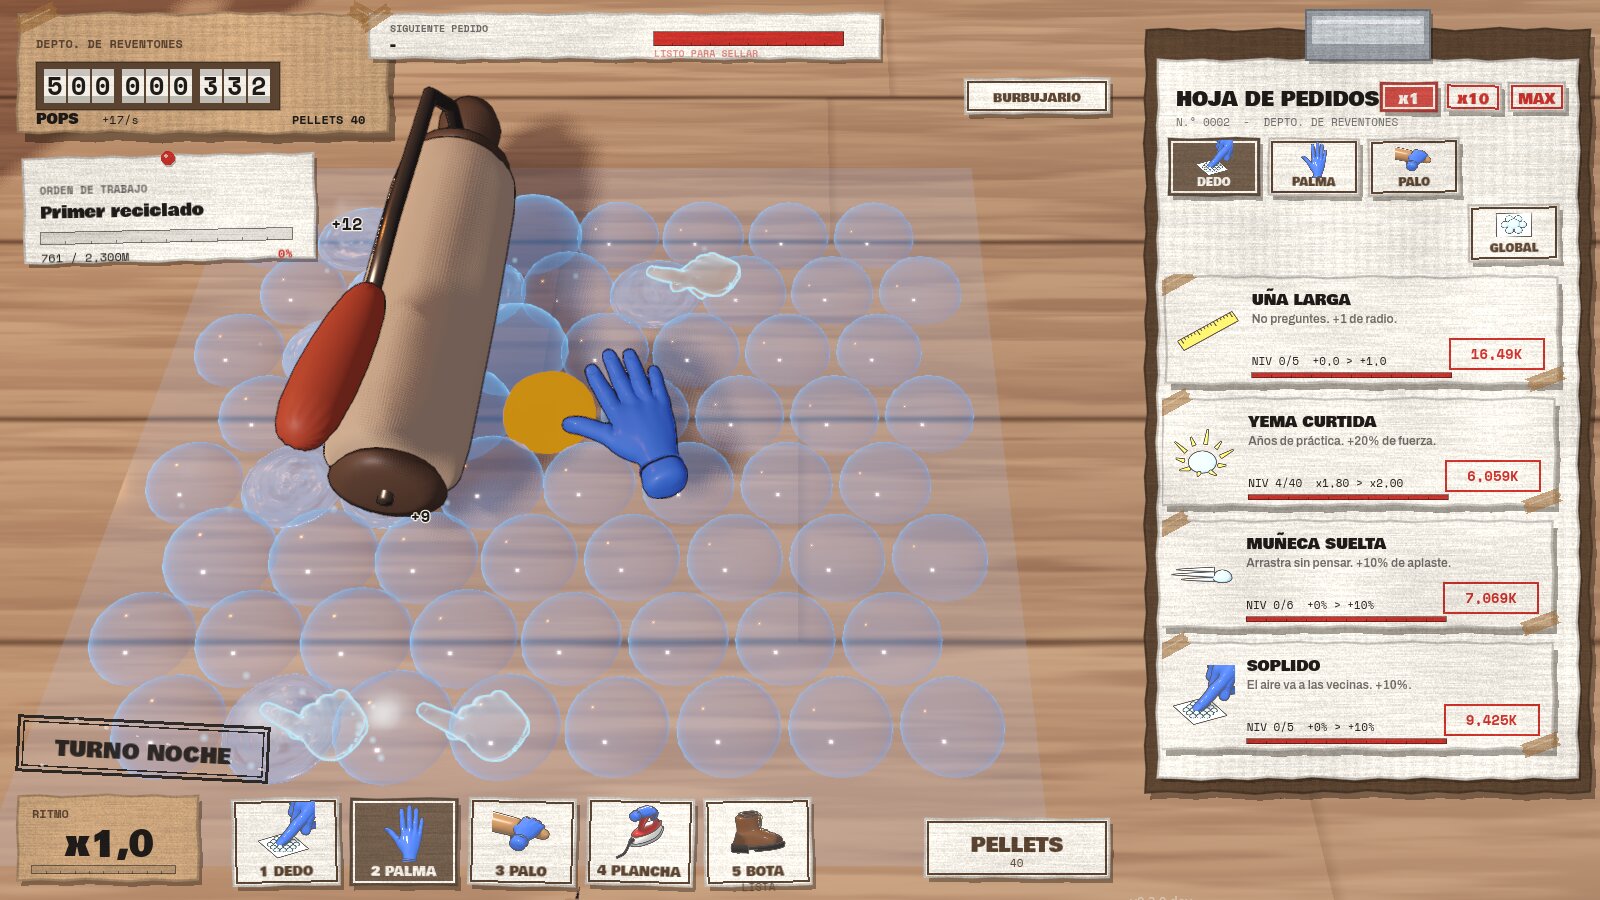 DEPTO. DE REVENTONES
500 000 332
POPS +17/s PELLETS 40
SIGUIENTE PEDIDO
-
LISTO PARA SELLAR
BURBUJARIO
ORDEN DE TRABAJO
Primer reciclado
761 / 2,300M 0%
+12
+9
TURNO NOCHE
RITMO
x1,0
1 DEDO
2 PALMA
3 PALO
4 PLANCHA
5 BOTA
LISTA
PELLETS
40
HOJA DE PEDIDOS x1 x10 MAX
N.° 0002 - DEPTO. DE REVENTONES
DEDO
PALMA
PALO
GLOBAL
UÑA LARGA
No preguntes. +1 de radio.
NIV 0/5 +0,0 > +1,0
16,49K
YEMA CURTIDA
Años de práctica. +20% de fuerza.
NIV 4/40 x1,80 > x2,00
6,059K
MUÑECA SUELTA
Arrastra sin pensar. +10% de aplaste.
NIV 0/6 +0% > +10%
7,069K
SOPLIDO
El aire va a las vecinas. +10%.
NIV 0/5 +0% > +10%
9,425K